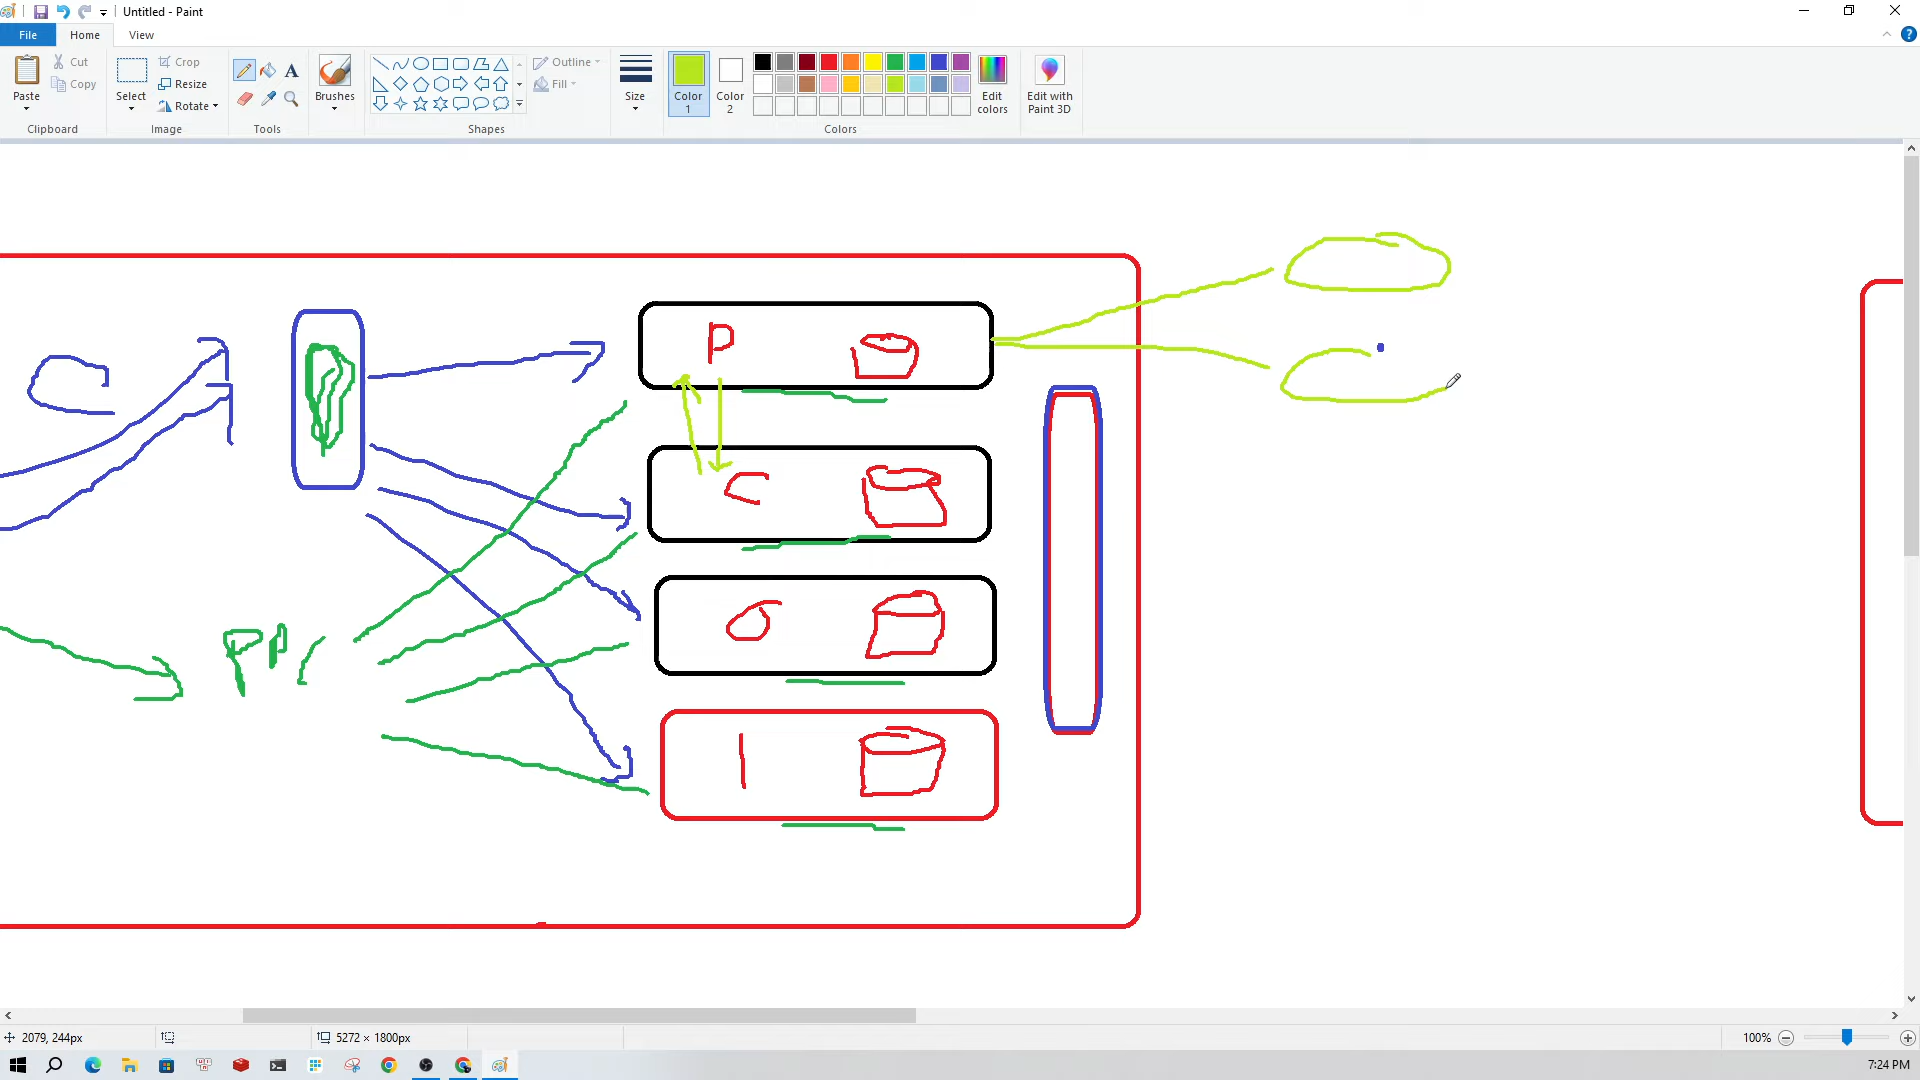 Untitled - Paint
File
Home
View
Paste
Cut
Copy
Clipboard
Select
Crop
Resize
Rotate
Image
Tools
Brushes
Shapes
Outline
Fill
Size
Color 1
Color 2
Colors
Edit colors
Edit with Paint 3D
C
P
C
O
I
2079, 244px
5272 × 1800px
100%
7:24 PM